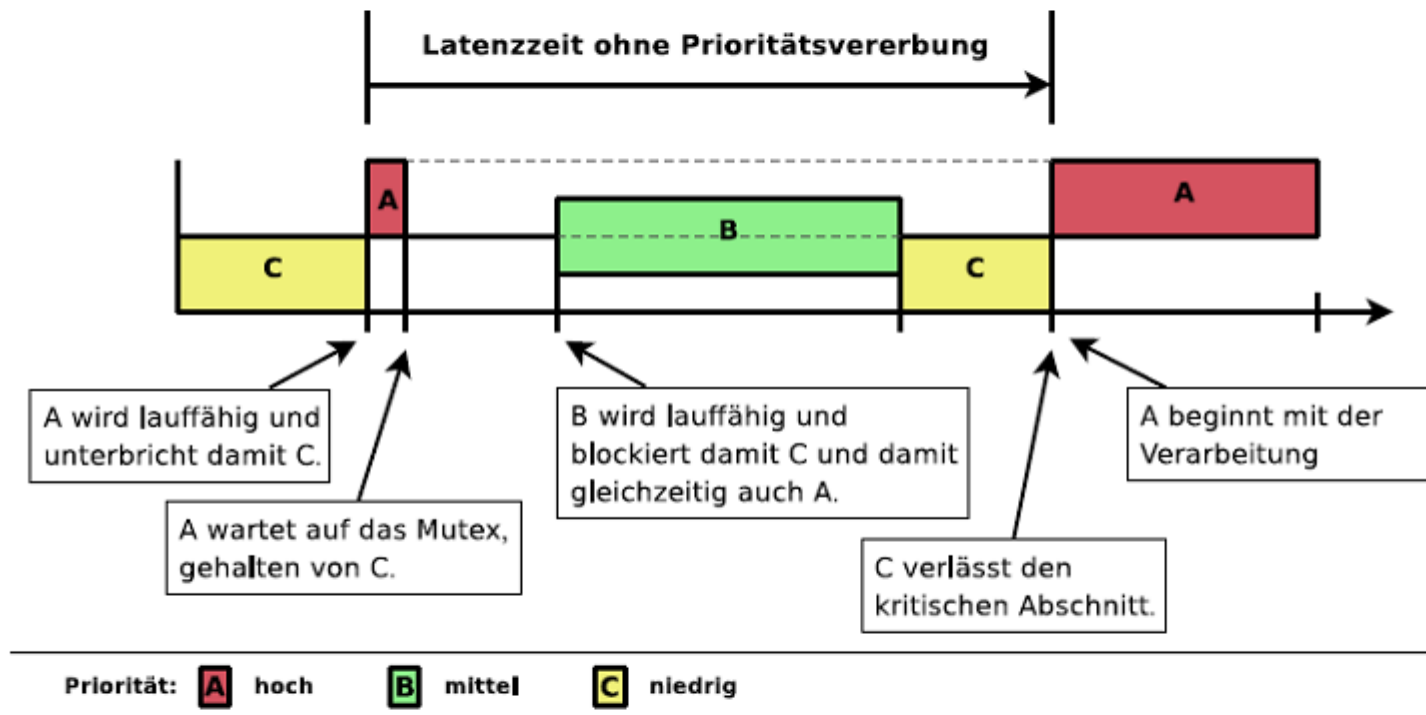 Latenzzeit ohne Prioritätsvererbung
A
A
B
C
C
A wird lauffähig und
unterbricht damit C.
A wartet auf das Mutex,
gehalten von C.
B wird lauffähig und
blockiert damit C und damit
gleichzeitig auch A.
C verlässt den
kritischen Abschnitt.
A beginnt mit der
Verarbeitung
Priorität: A hoch B mittel C niedrig